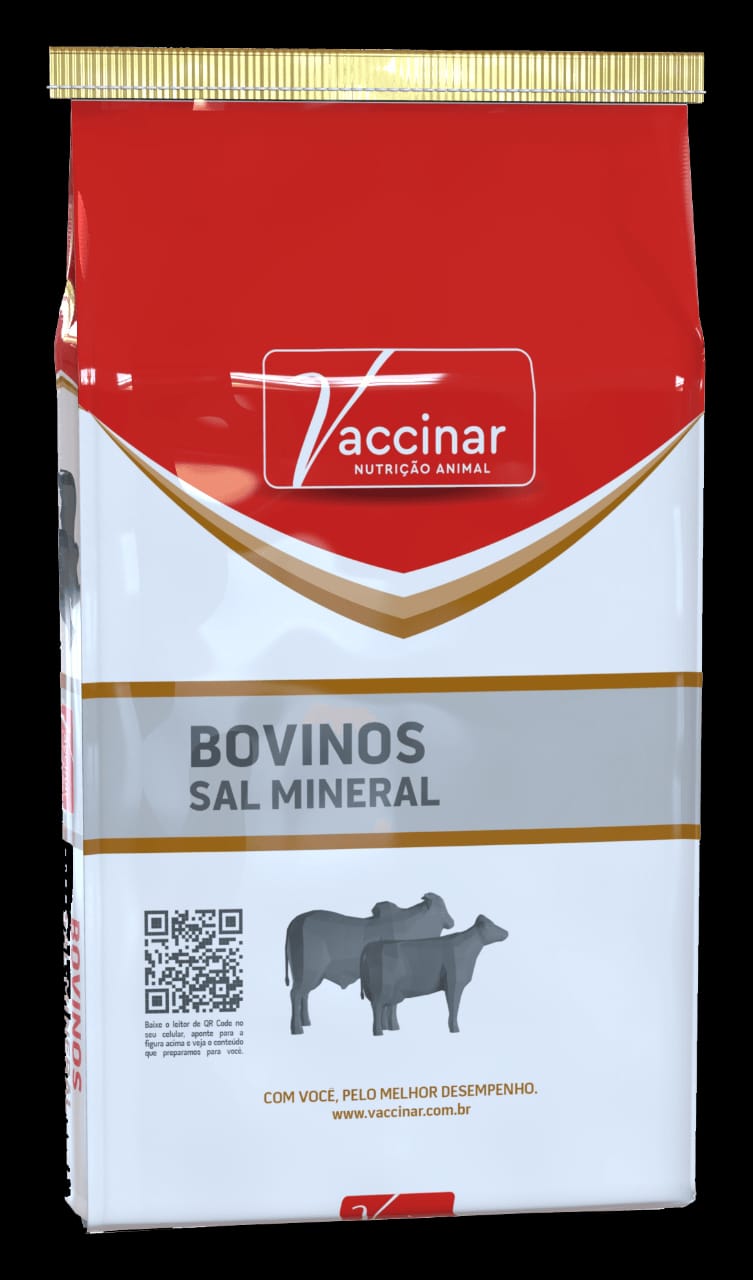 Vaccinar
NUTRIÇÃO ANIMAL
BOVINOS
SAL MINERAL
Baixe o leitor de QR Code no
seu celular, aponte para a
figura acima e veja o conteúdo
que preparamos para você.
COM VOCÊ, PELO MELHOR DESEMPENHO.
www.vaccinar.com.br
BOVINOS